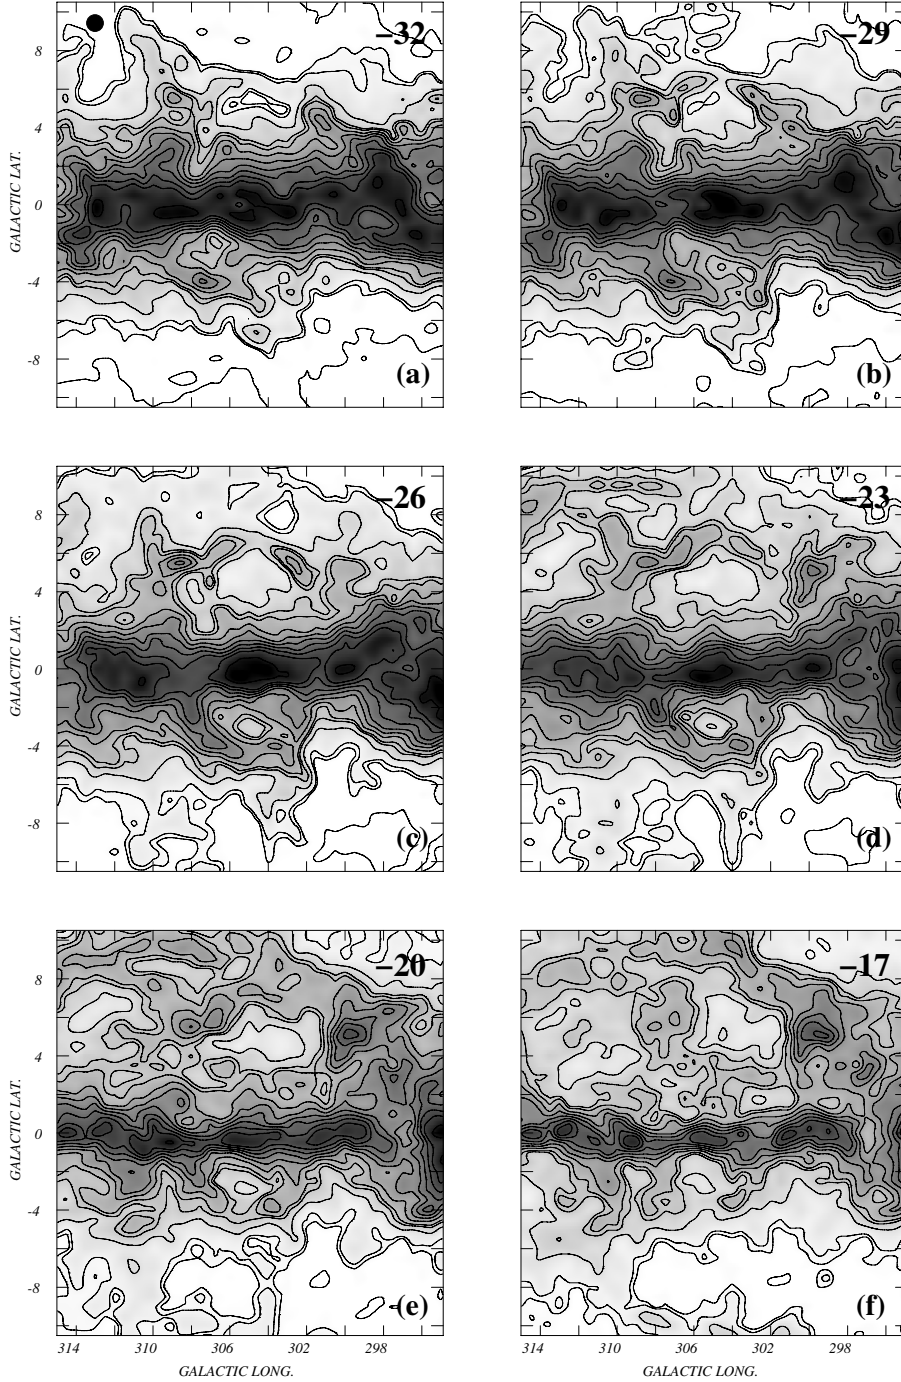 −32
−29
8
4
0
-4
-8
GALACTIC LAT.
(a)
(b)
−26
−23
8
4
0
-4
-8
GALACTIC LAT.
(c)
(d)
−20
−17
8
4
0
-4
-8
GALACTIC LAT.
(e)
(f)
314 310 306 302 298
314 310 306 302 298
GALACTIC LONG.
GALACTIC LONG.